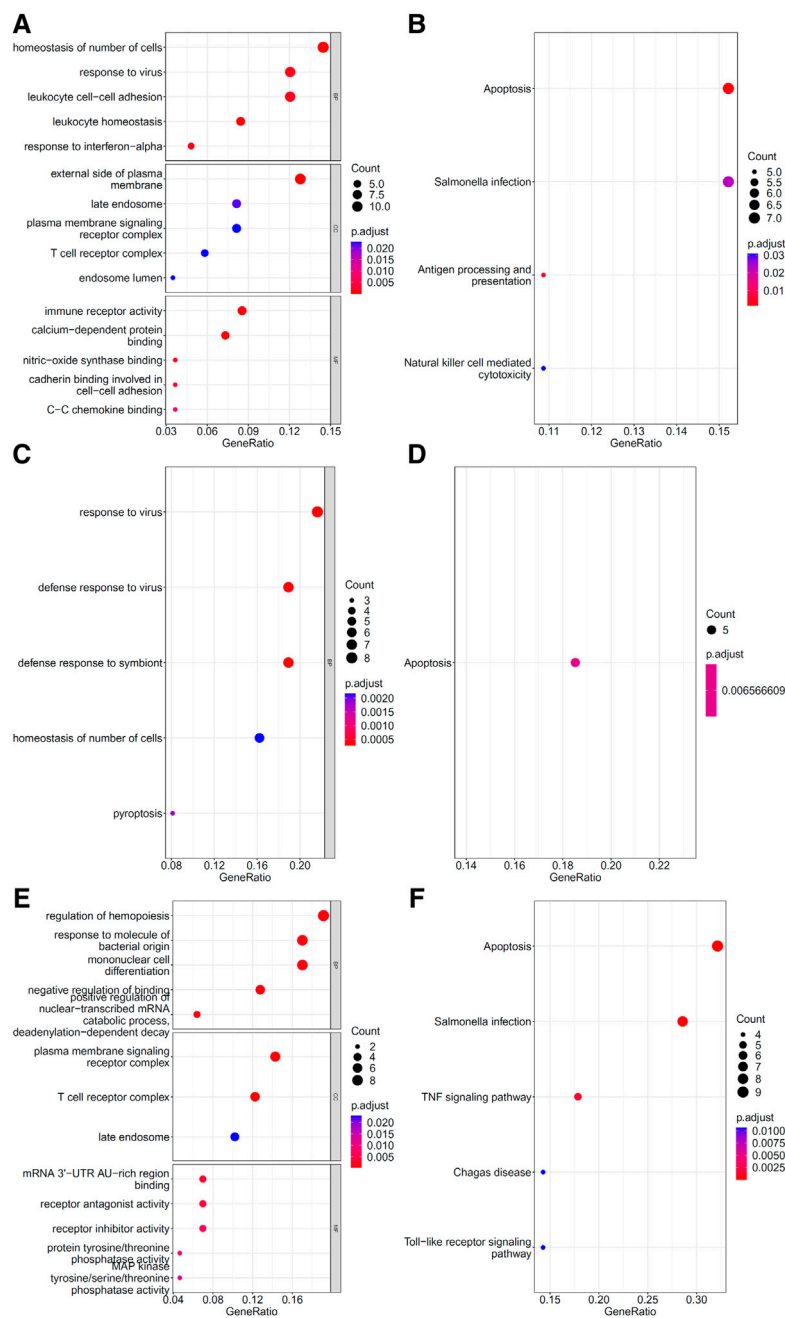 A
homeostasis of number of cells
response to virus
leukocyte cell-cell adhesion
leukocyte homeostasis
response to interferon-alpha
BP
external side of plasma
membrane
late endosome
plasma membrane signaling
receptor complex
T cell receptor complex
endosome lumen
CC
immune receptor activity
calcium-dependent protein
binding
nitric-oxide synthase binding
cadherin binding involved in
cell-cell adhesion
C−C chemokine binding
MF
0.03 0.06 0.09 0.12 0.15
GeneRatio
Count
5.0
7.5
10.0
p.adjust
0.020
0.015
0.010
0.005
B
Apoptosis
Salmonella infection
Antigen processing and
presentation
Natural killer cell mediated
cytotoxicity
0.11 0.12 0.13 0.14 0.15
GeneRatio
Count
5.0
5.5
6.0
6.5
7.0
p.adjust
0.03
0.02
0.01
C
response to virus
defense response to virus
defense response to symbiont
homeostasis of number of cells
pyroptosis
BP
0.08 0.12 0.16 0.20
GeneRatio
Count
3
4
5
6
7
8
p.adjust
0.0020
0.0015
0.0010
0.0005
D
Apoptosis
0.14 0.16 0.18 0.20 0.22
GeneRatio
Count
5
p.adjust
0.006566609
E
regulation of hemopoiesis
response to molecule of
bacterial origin
mononuclear cell
differentiation
negative regulation of binding
positive regulation of
nuclear-transcribed mRNA
catabolic process,
deadenylation-dependent decay
BP
plasma membrane signaling
receptor complex
T cell receptor complex
late endosome
CC
mRNA 3'−UTR AU−rich region
binding
receptor antagonist activity
receptor inhibitor activity
protein tyrosine/threonine
phosphatase activity
MAP kinase
tyrosine/serine/threonine
phosphatase activity
MF
0.04 0.08 0.12 0.16
GeneRatio
Count
2
4
6
8
p.adjust
0.020
0.015
0.010
0.005
F
Apoptosis
Salmonella infection
TNF signaling pathway
Chagas disease
Toll-like receptor signaling
pathway
0.15 0.20 0.25 0.30
GeneRatio
Count
4
5
6
7
8
9
p.adjust
0.0100
0.0075
0.0050
0.0025